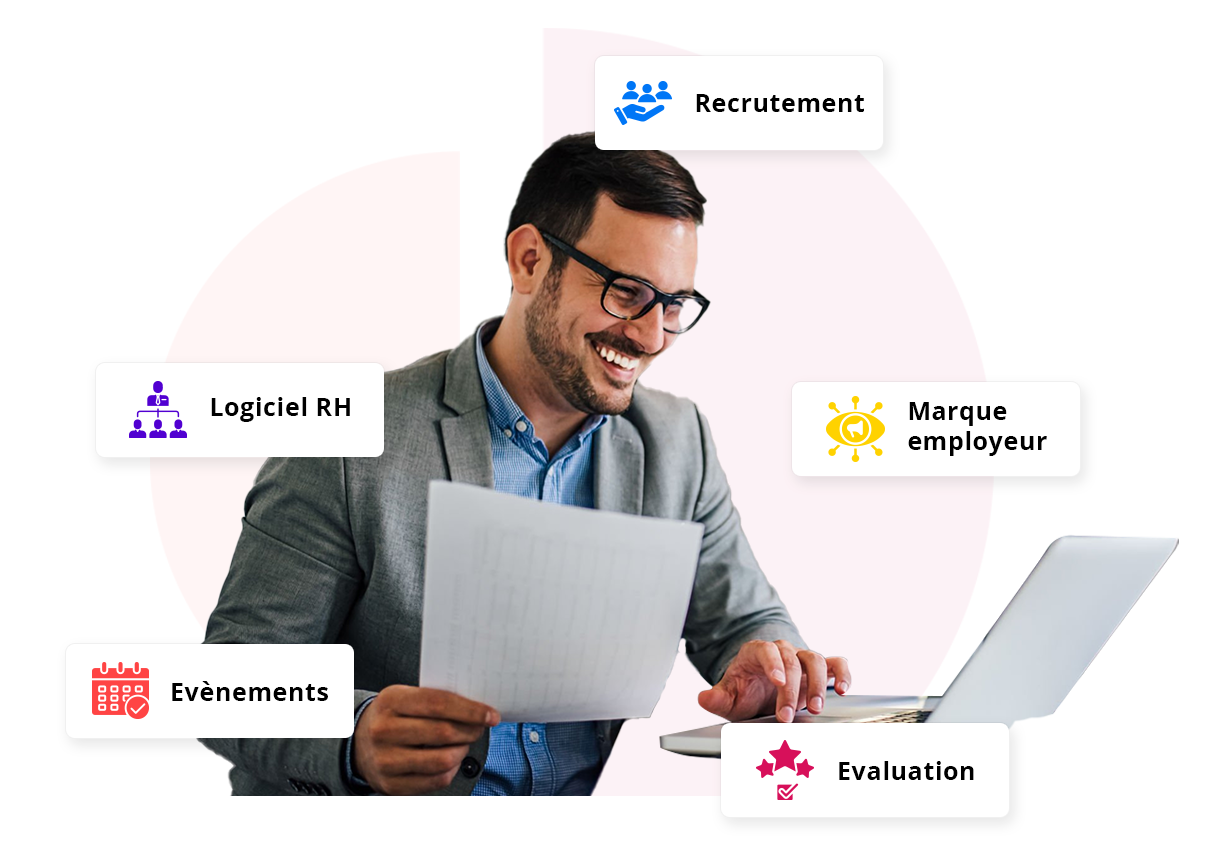 Recrutement
Logiciel RH
Marque
employeur
Evènements
Evaluation